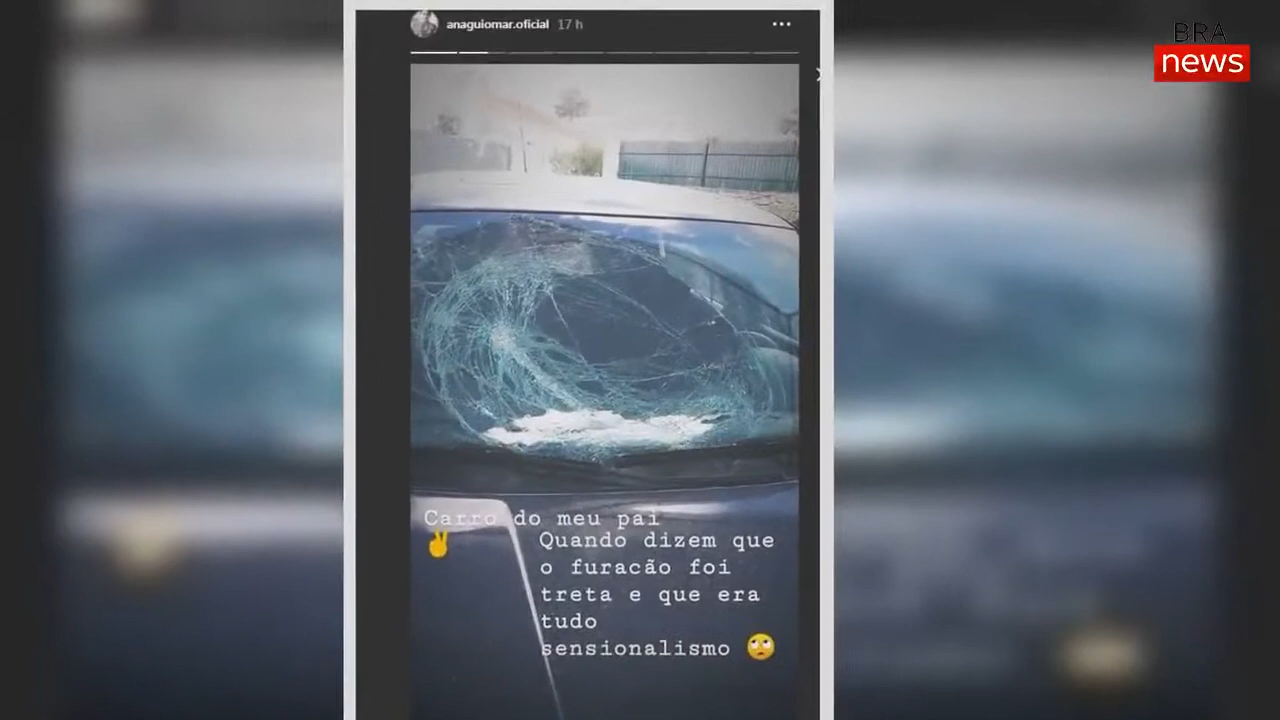 anaguiomar.oficial 17 h
BRA
news
Carro do meu pai
✌
Quando dizem que
o furacão foi
treta e que era
tudo
sensionalismo 🙄